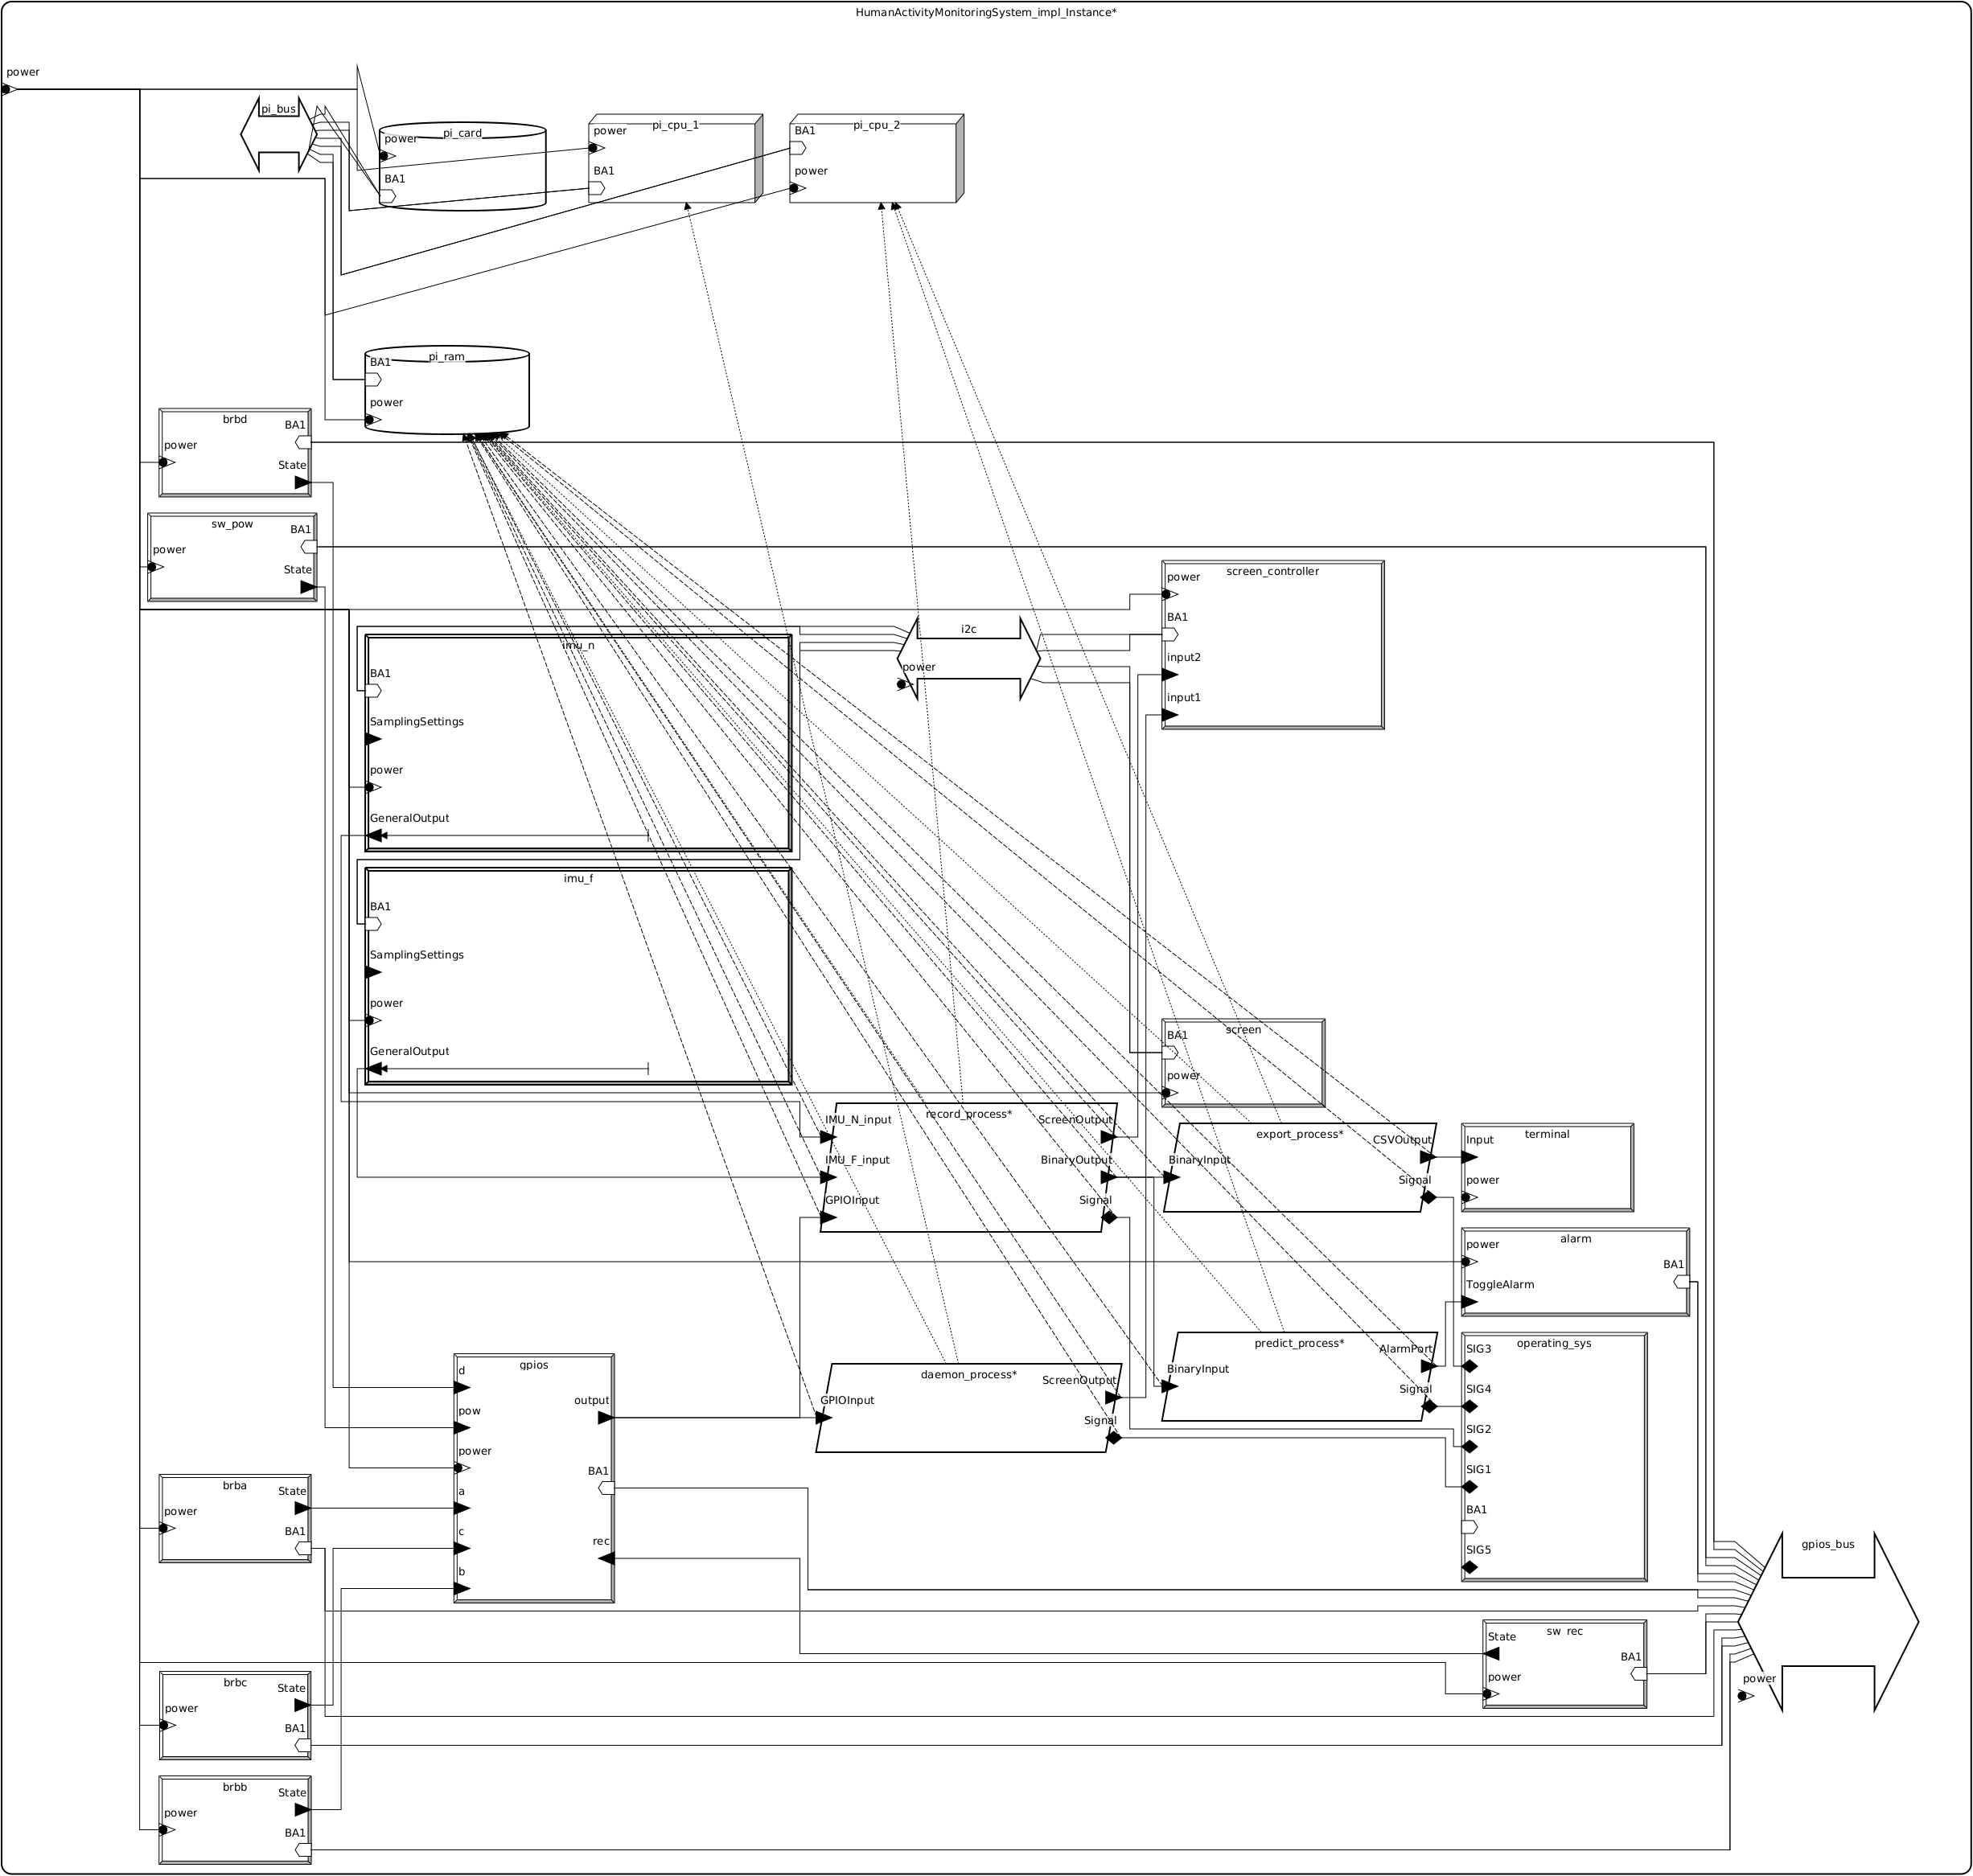 HumanActivityMonitoringSystem_impl_Instance*
power
pi_bus
pi_card
power
BA1
pi_cpu_1
power
BA1
pi_cpu_2
BA1
power
pi_ram
BA1
power
brbd
BA1
power
State
sw_pow
BA1
power
State
screen_controller
power
BA1
input2
input1
i2c
power
imu_n
BA1
SamplingSettings
power
GeneralOutput
imu_f
BA1
SamplingSettings
power
GeneralOutput
screen
BA1
power
record_process*
IMU_N_input
ScreenOutput
IMU_F_input
BinaryOutput
GPIOInput
Signal
export_process*
CSVOutput
BinaryInput
Signal
terminal
Input
power
alarm
power
BA1
ToggleAlarm
predict_process*
AlarmPort
BinaryInput
Signal
operating_sys
SIG3
SIG4
SIG2
SIG1
BA1
SIG5
daemon_process*
ScreenOutput
GPIOInput
Signal
gpios
d
output
pow
power
BA1
a
c
rec
b
brba
State
power
BA1
gpios_bus
power
sw_rec
State
BA1
power
brbc
State
power
BA1
brbb
State
power
BA1